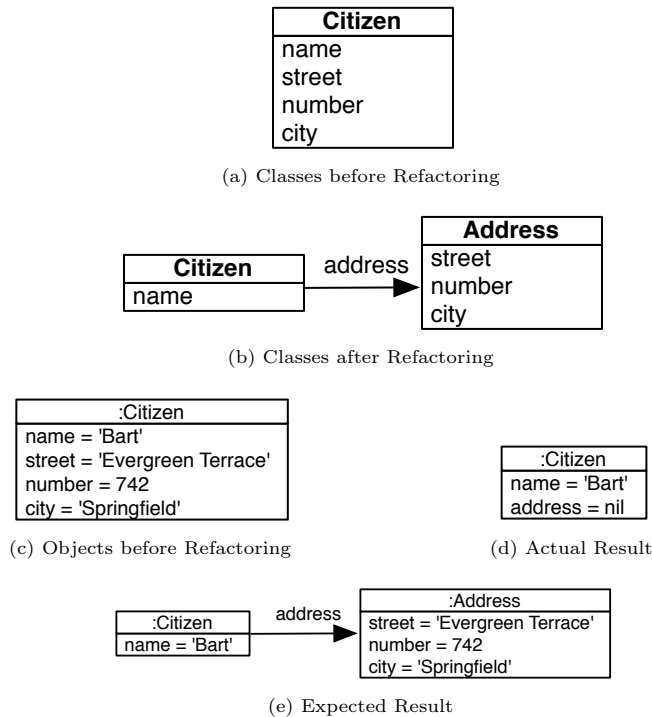 Citizen
name
street
number
city
(a) Classes before Refactoring
Citizen
name
address
Address
street
number
city
(b) Classes after Refactoring
:Citizen
name = 'Bart'
street = 'Evergreen Terrace'
number = 742
city = 'Springfield'
(c) Objects before Refactoring
:Citizen
name = 'Bart'
address = nil
(d) Actual Result
:Citizen
name = 'Bart'
address
:Address
street = 'Evergreen Terrace'
number = 742
city = 'Springfield'
(e) Expected Result